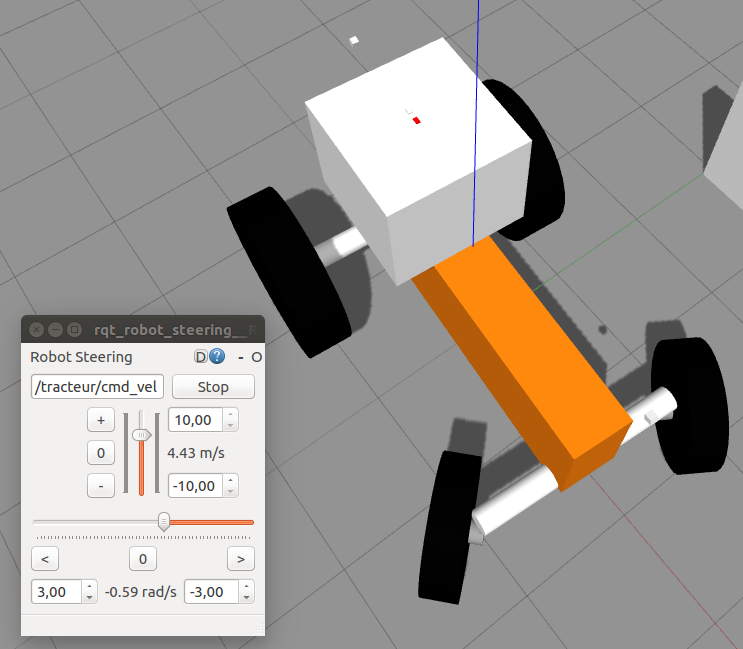 rqt_robot_steering__R
Robot Steering D ? - O
/tracteur/cmd_vel Stop
+ 10,00
0 4.43 m/s
- -10,00
< 0 >
3,00 -0.59 rad/s -3,00